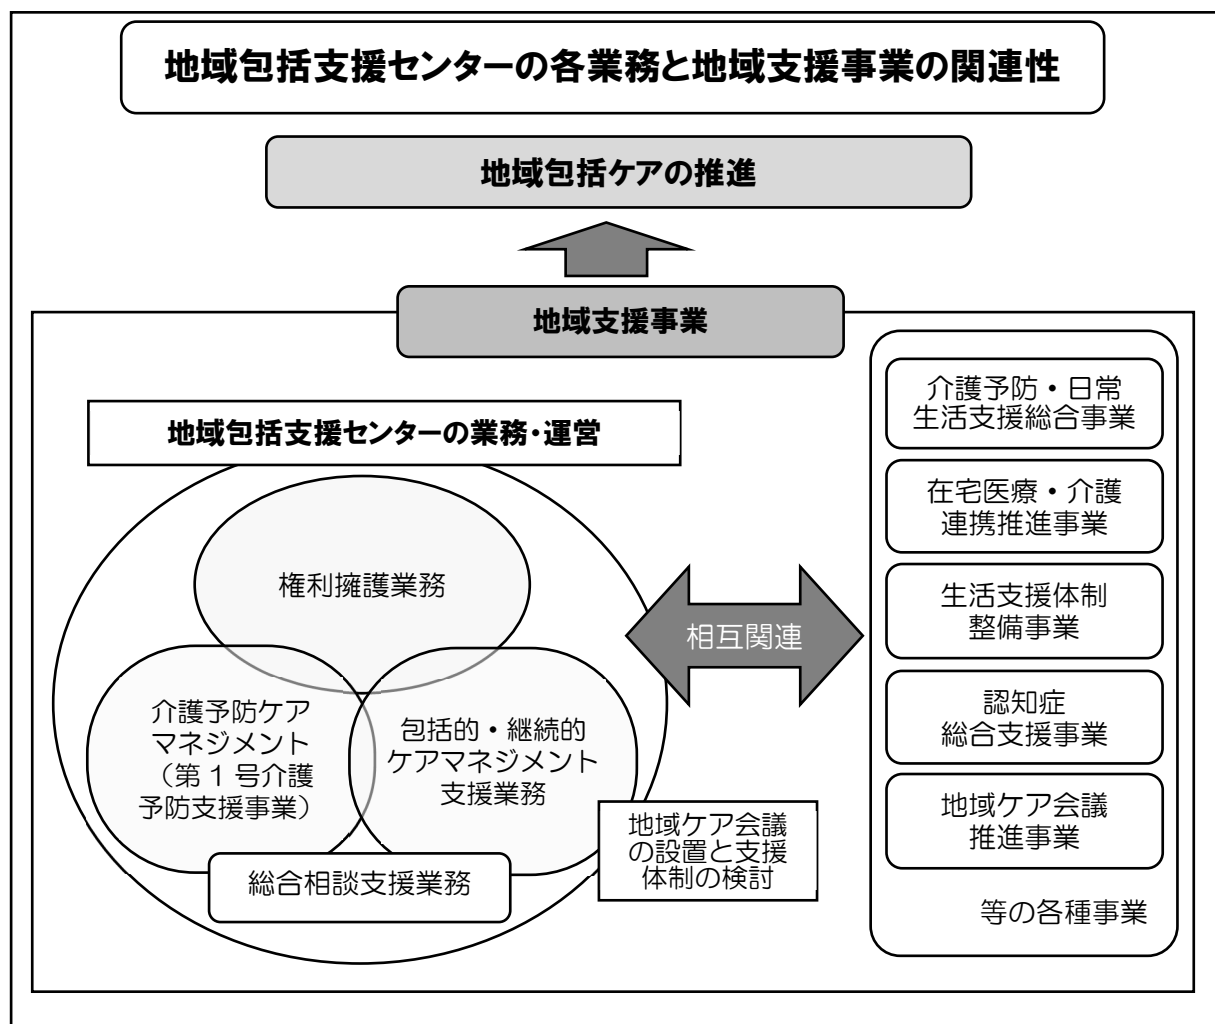 地域包括支援センターの各業務と地域支援事業の関連性
地域包括ケアの推進
地域支援事業
地域包括支援センターの業務・運営
権利擁護業務
介護予防ケア
マネジメント
（第１号介護
予防支援事業）
包括的・継続的
ケアマネジメント
支援業務
総合相談支援業務
地域ケア会議
の設置と支援
体制の検討
相互関連
介護予防・日常
生活支援総合事業
在宅医療・介護
連携推進事業
生活支援体制
整備事業
認知症
総合支援事業
地域ケア会議
推進事業
等の各種事業